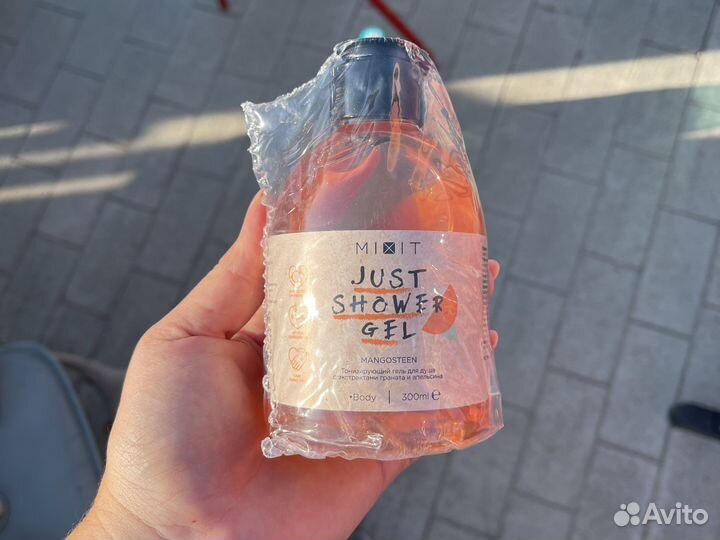 MIXIT
JUST
SHOWER
GEL
MANGOSTEEN
Тонизирующий гель для душа
с экстрактами граната и апельсина
+Body | 300ml e
Avito